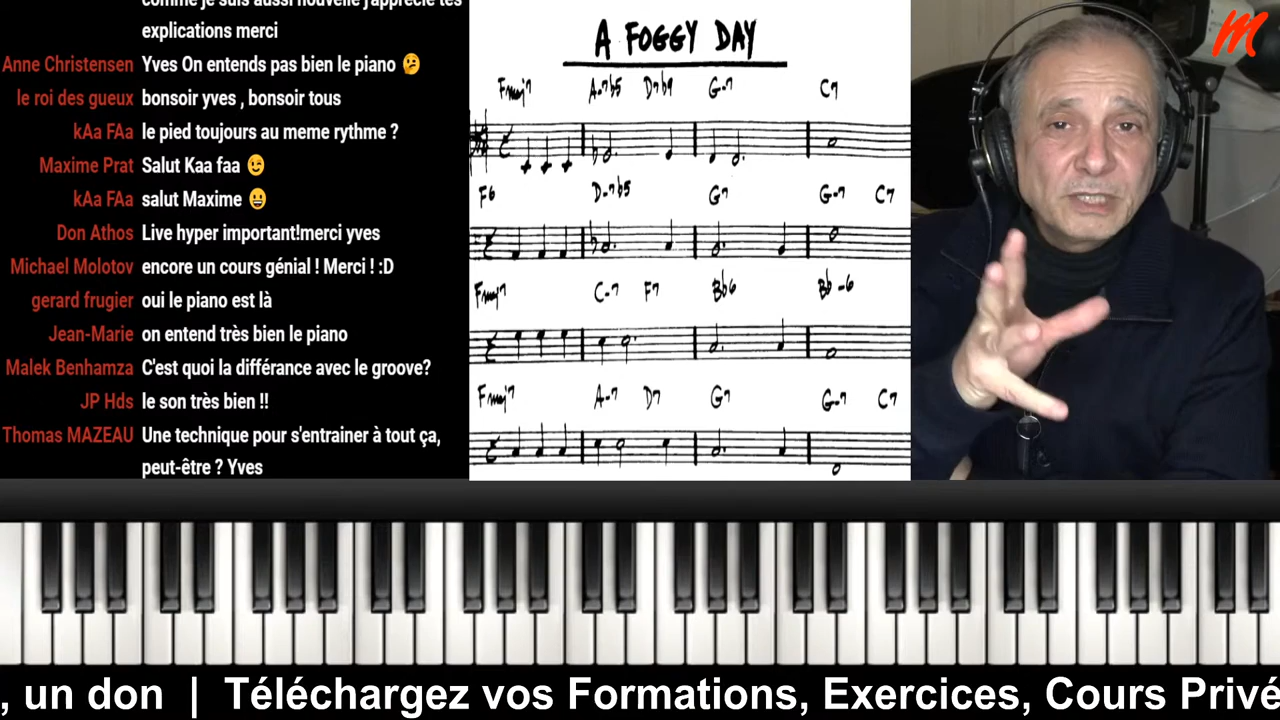 comme je suis aussi nouvelle j'apprécie tes
explications merci
Anne Christensen Yves On entends pas bien le piano 🤔
le roi des gueux bonsoir yves , bonsoir tous
kAa FAa le pied toujours au meme rythme ?
Maxime Prat Salut Kaa faa 😉
kAa FAa salut Maxime 😀
Don Athos Live hyper important!merci yves
Michael Molotov encore un cours génial ! Merci ! :D
gerard frugier oui le piano est là
Jean-Marie on entend très bien le piano
Malek Benhamza C'est quoi la différance avec le groove?
JP Hds le son très bien !!
Thomas MAZEAU Une technique pour s'entrainer à tout ça,
peut-être ? Yves
A FOGGY DAY
Fmaj7 A-7b5 D7b9 G-7 C7
F6 D-7b5 G7 G-7 C7
Fmaj7 C-7 F7 Bb6 Bb-6
Fmaj7 A-7 D7 G7 G-7 C7
M
, un don | Téléchargez vos Formations, Exercices, Cours Privé